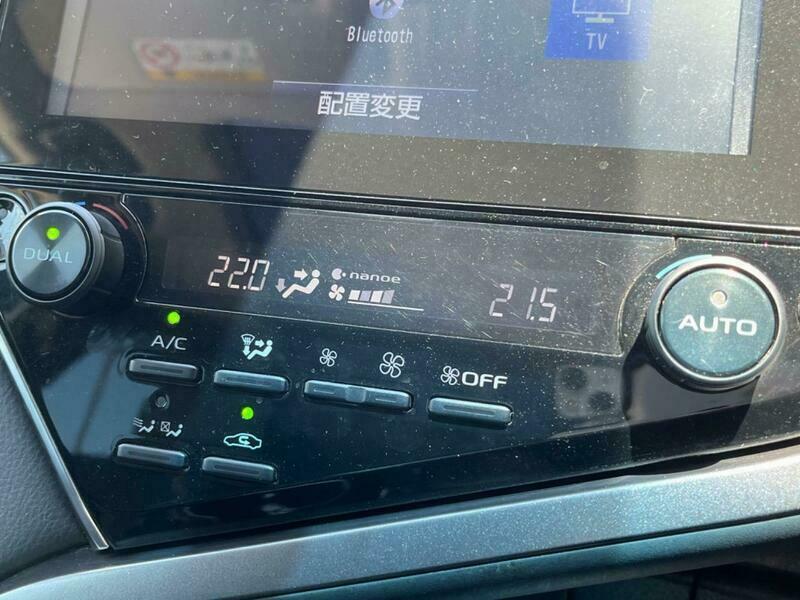 Bluetooth
TV
配置変更
DUAL
22.0
nanoe
21.5
AUTO
A/C
OFF